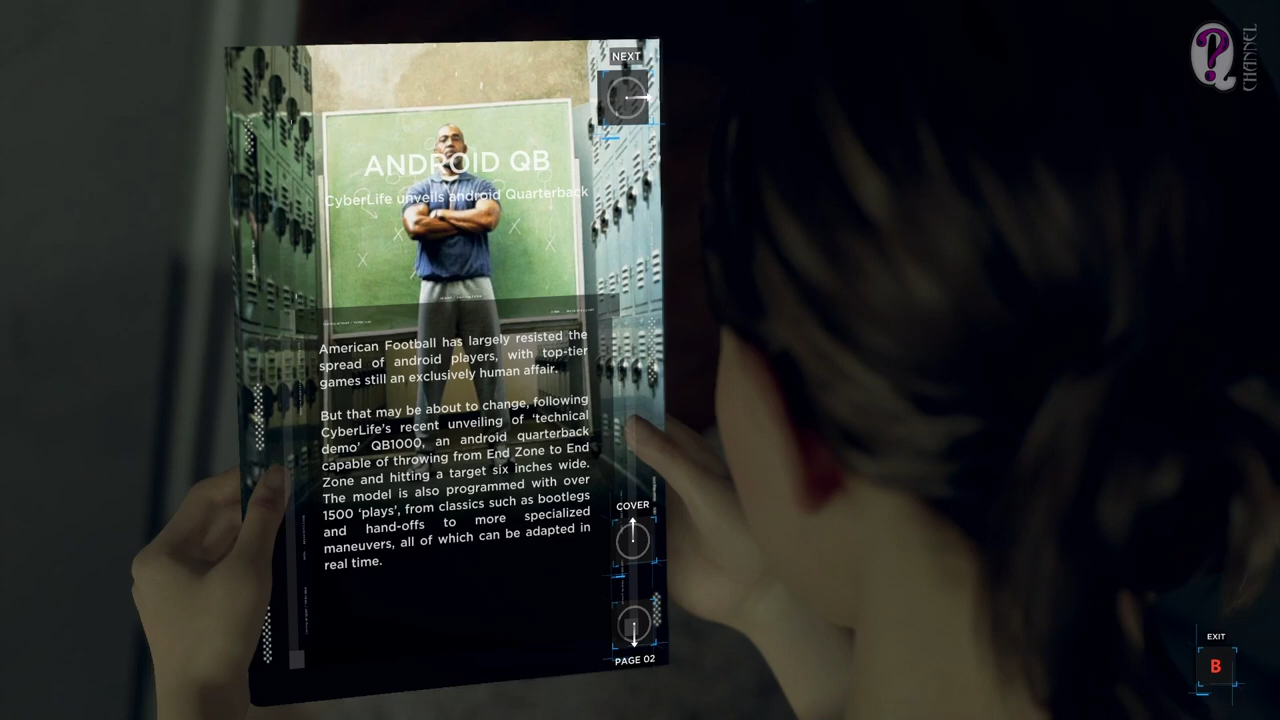 NEXT
CHANNEL
ANDROID QB
CyberLife unveils android Quarterback
American Football has largely resisted the
spread of android players, with top-tier
games still an exclusively human affair.
But that may be about to change, following
CyberLife's recent unveiling of ‘technical
demo’ QB1000, an android quarterback
capable of throwing from End Zone to End
Zone and hitting a target six inches wide.
The model is also programmed with over
1500 ‘plays’, from classics such as bootlegs
and hand-offs to more specialized
maneuvers, all of which can be adapted in
real time.
COVER
PAGE 02
EXIT
B